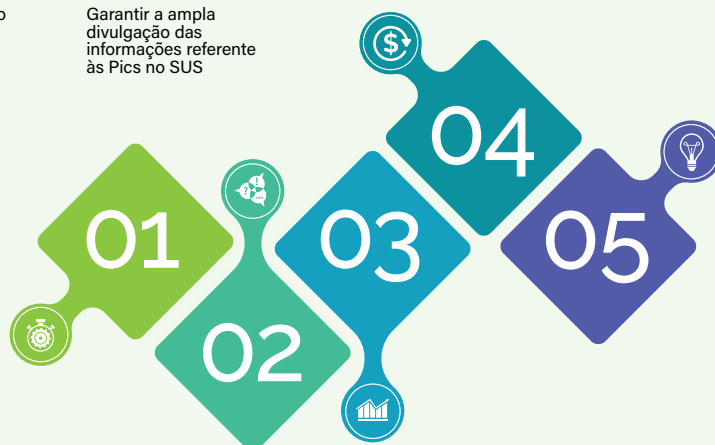 o
Garantir a ampla
divulgação das
informações referente
às Pics no SUS
01
02
03
04
05
$
?
!
...